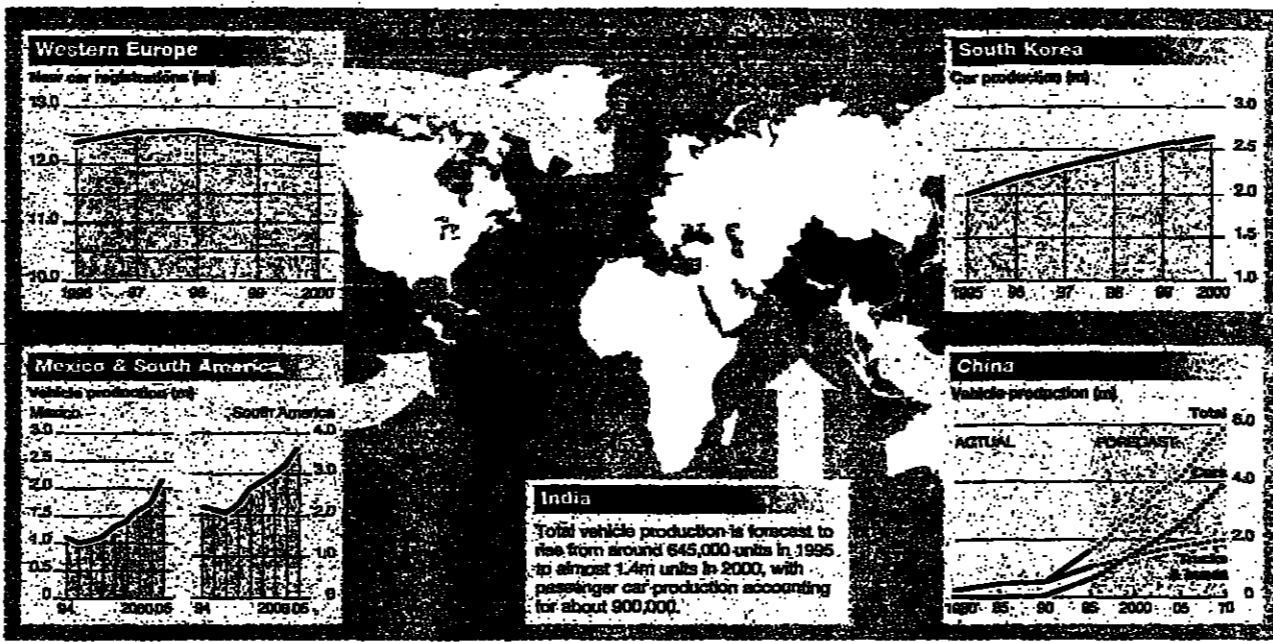 Western Europe
New car registrations (m)
13.0
12.0
11.0
10.0
1996 97 98 99 2000
South Korea
Car production (m)
3.0
2.5
2.0
1.5
1.0
1995 96 97 98 99 2000
Mexico & South America
Vehicle production (m)
Mexico South America
3.0 4.0
2.5
2.0 3.0
1.5 2.0
1.0
0.5 1.0
0 0
94 2000 05 94 2000 05
India
Total vehicle production is forecast to
rise from around 645,000 units in 1995
to almost 1.4m units in 2000, with
passenger car production accounting
for about 900,000.
China
Vehicle production (m)
Total
6.0
ACTUAL FORECAST
Cars
4.0
2.0
0
1980 85 90 95 2000 05 10